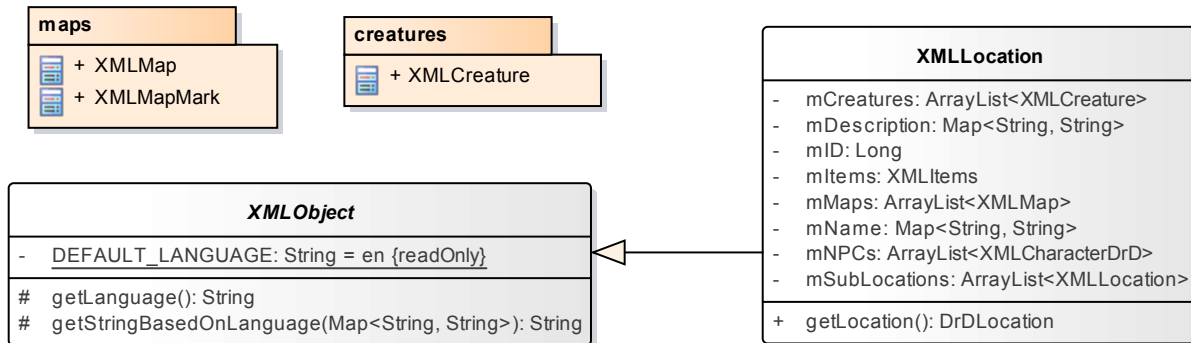 maps
+ XMLMap
+ XMLMapMark
creatures
+ XMLCreature
XMLLocation
- mCreatures: ArrayList<XMLCreature>
- mDescription: Map<String, String>
- mID: Long
- mItems: XMLItems
- mMaps: ArrayList<XMLMap>
- mName: Map<String, String>
- mNPCs: ArrayList<XMLCharacterDrD>
- mSubLocations: ArrayList<XMLLocation>
+ getLocation(): DrDLocation
XMLObject
- DEFAULT_LANGUAGE: String = en {readOnly}
# getLanguage(): String
# getStringBasedOnLanguage(Map<String, String>): String